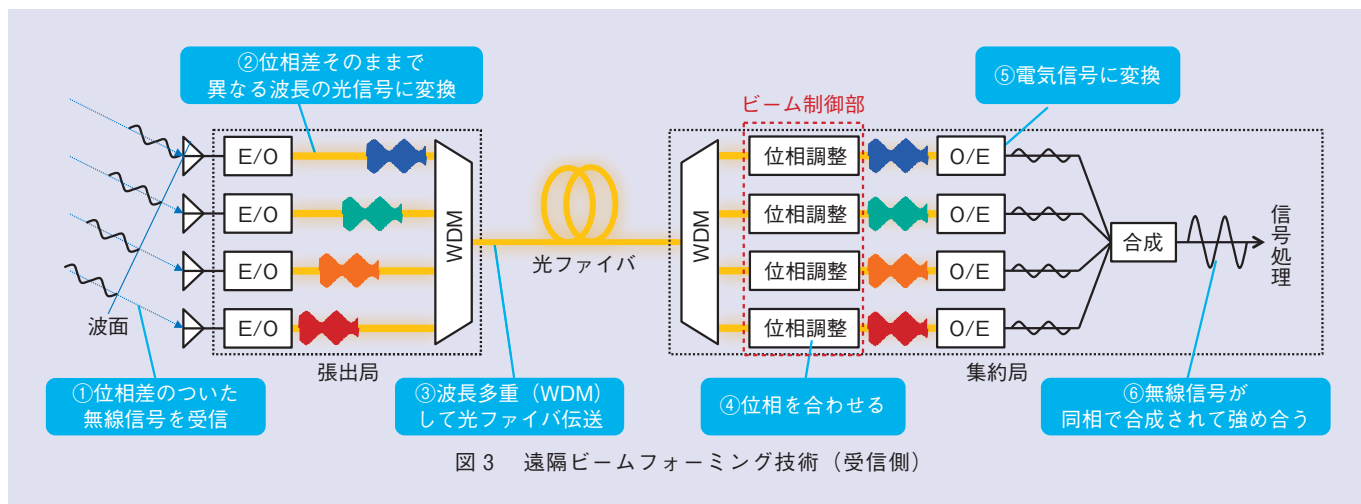 ②位相差そのままで
異なる波長の光信号に変換
⑤電気信号に変換
ビーム制御部
E/O
E/O
E/O
E/O
WDM
光ファイバ
WDM
位相調整
位相調整
位相調整
位相調整
O/E
O/E
O/E
O/E
合成
信号処理
波面
張出局
集約局
①位相差のついた
無線信号を受信
③波長多重（WDM）
して光ファイバ伝送
④位相を合わせる
⑥無線信号が
同相で合成されて強め合う
図 3　遠隔ビームフォーミング技術（受信側）